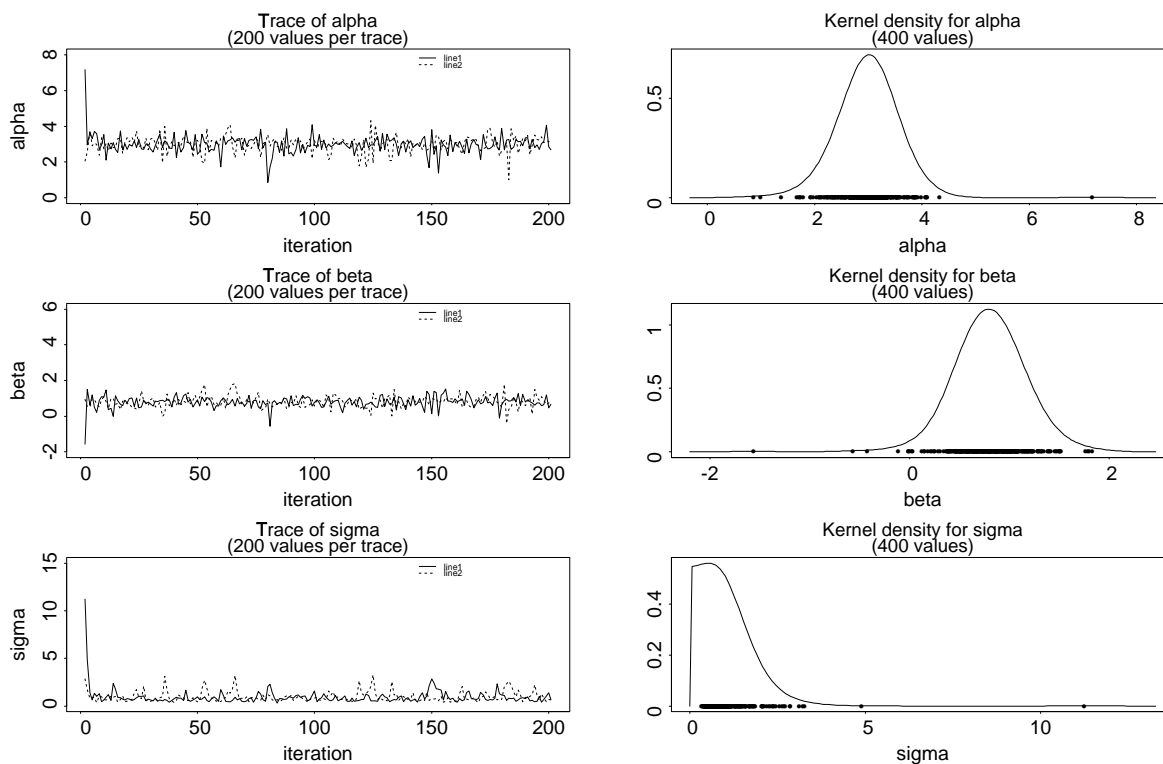 Trace of alpha
(200 values per trace)
line1
line2
alpha
8
6
4
2
0
0 50 100 150 200
iteration
Kernel density for alpha
(400 values)
0.5
0
0 2 4 6 8
alpha
Trace of beta
(200 values per trace)
line1
line2
beta
6
4
2
0
-2
0 50 100 150 200
iteration
Kernel density for beta
(400 values)
1
0.5
0
-2 0 2
beta
Trace of sigma
(200 values per trace)
line1
line2
sigma
15
10
5
0
0 50 100 150 200
iteration
Kernel density for sigma
(400 values)
0.4
0.2
0
0 5 10
sigma